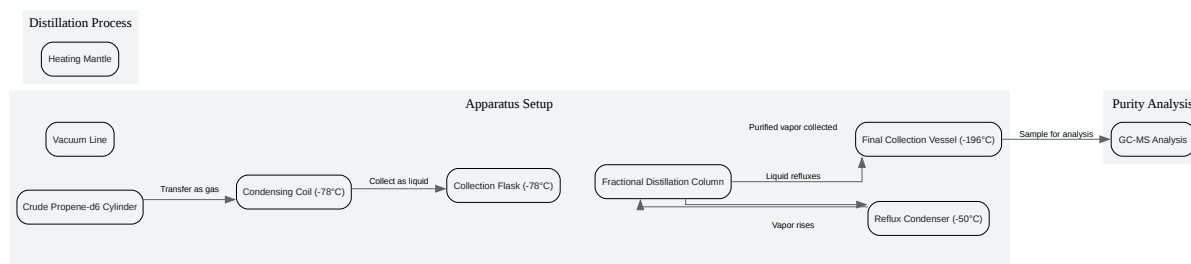 Distillation Process
Heating Mantle
Apparatus Setup
Purity Analysis
Vacuum Line
Purified vapor collected
Final Collection Vessel (-196°C)
Sample for analysis
GC-MS Analysis
Crude Propene-d6 Cylinder
Transfer as gas
Condensing Coil (-78°C)
Collect as liquid
Collection Flask (-78°C)
Fractional Distillation Column
Liquid refluxes
Reflux Condenser (-50°C)
Vapor rises